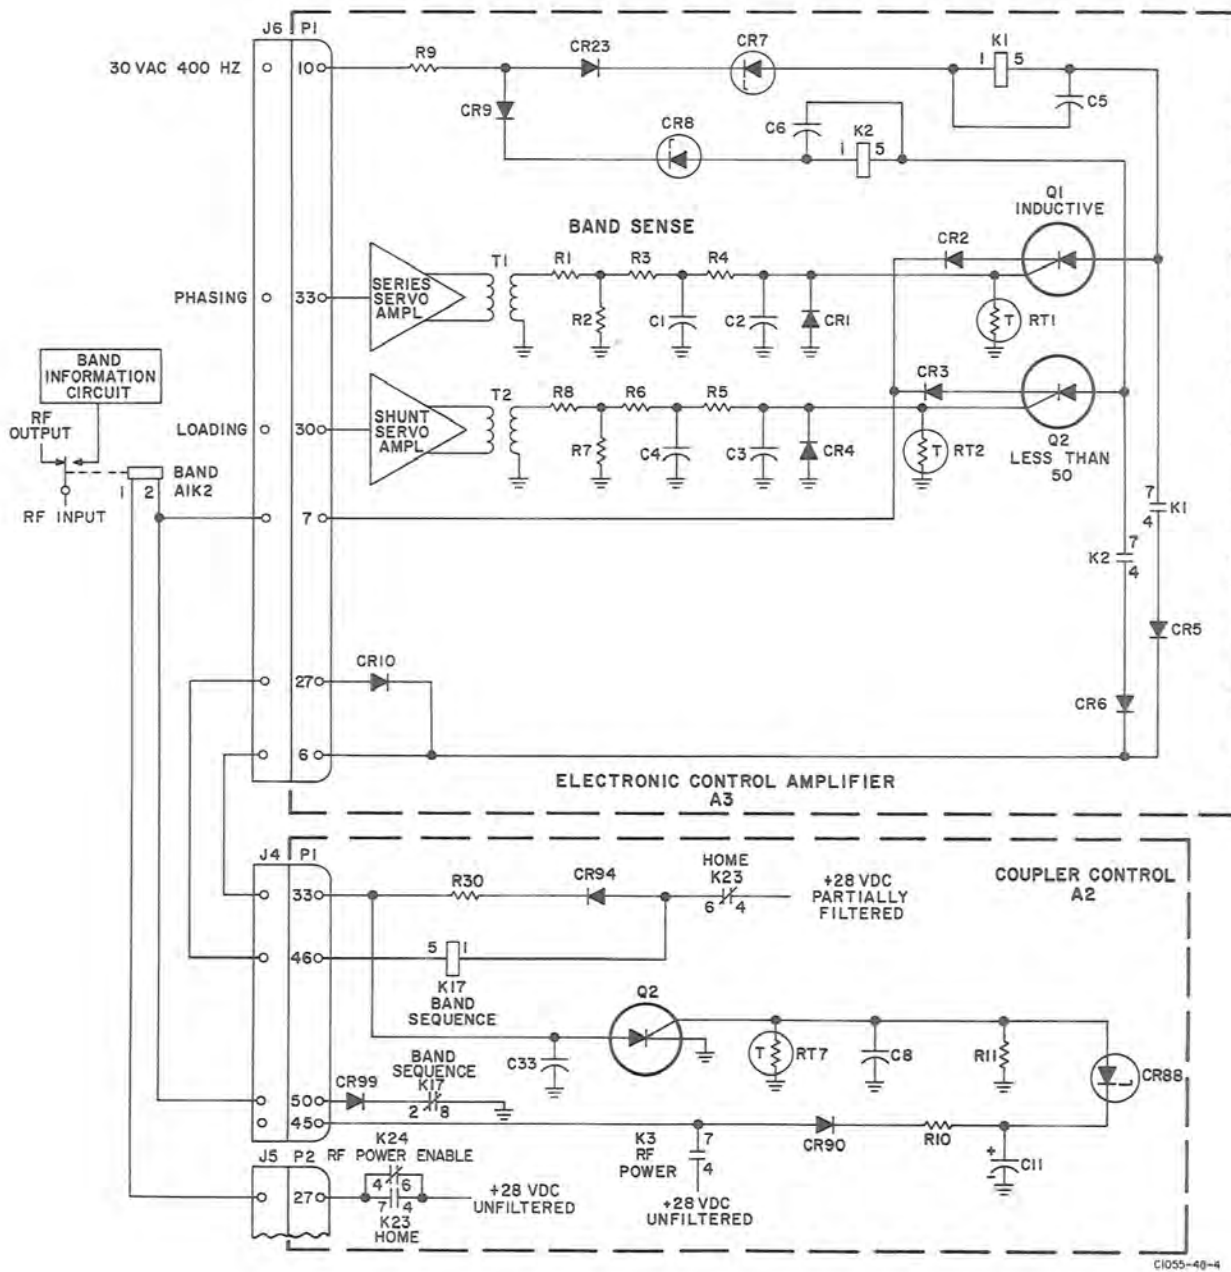 J6 P1
30 VAC 400 HZ
10
R9
CR23
CR7
K1
1 5
C5
CR9
CR8
C6
K2
1 5
BAND SENSE
Q1
INDUCTIVE
CR2
T1
R1
R3
R4
PHASING
33
SERIES
SERVO
AMPL
R2
C1
C2
CR1
T
RT1
BAND
INFORMATION
CIRCUIT
RF
OUTPUT
LOADING
30
SHUNT
SERVO
AMPL
T2
R8
R6
R5
CR3
R7
C4
C3
CR4
T
RT2
Q2
LESS THAN
50
BAND
A1K2
1 2
RF INPUT
7
7
4
K1
K2
7
4
CR5
CR10
27
CR6
6
ELECTRONIC CONTROL AMPLIFIER
A3
J4 P1
33
R30
CR94
HOME
K23
6 4
+28 VDC
PARTIALLY
FILTERED
COUPLER CONTROL
A2
46
5 1
K17
BAND
SEQUENCE
Q2
C33
T
RT7
C8
R11
CR88
BAND
SEQUENCE
K17
2 8
CR99
50
45
K3
RF
POWER
7
4
CR90
R10
+
-
C11
+28 VDC
UNFILTERED
K24
RF POWER ENABLE
4 6
J5 P2
27
7 4
K23
HOME
+28 VDC
UNFILTERED
C1055-48-4